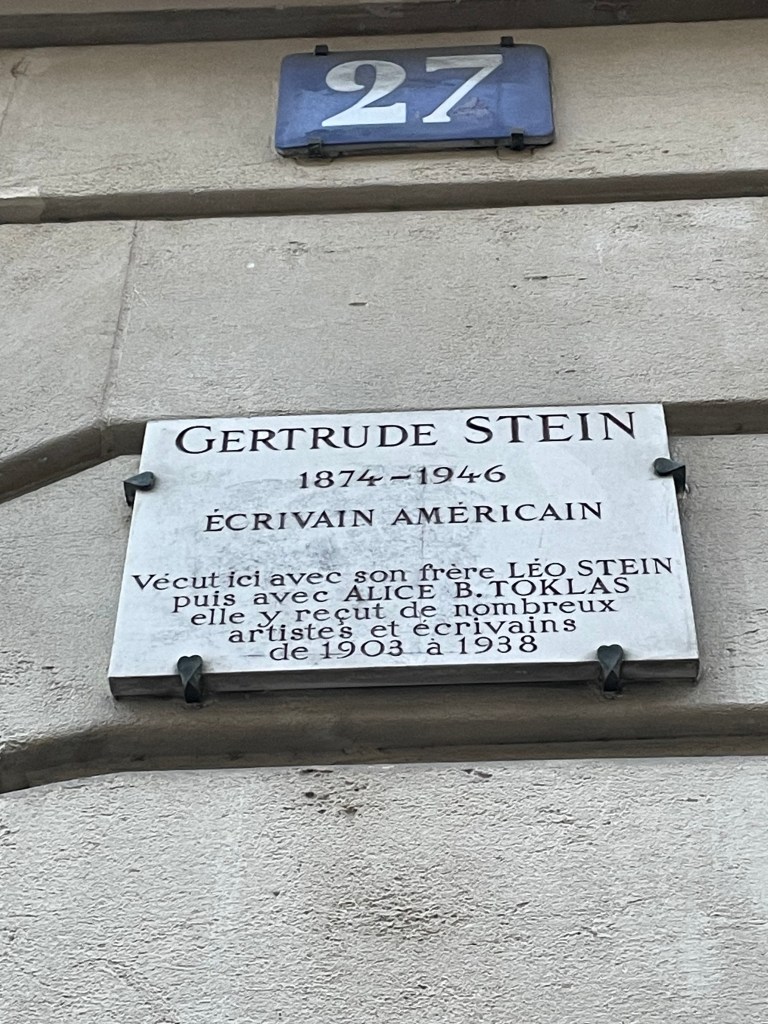 27
GERTRUDE STEIN
1874-1946
ÉCRIVAIN AMÉRICAIN
Vécut ici avec son frère LÉO STEIN
puis avec ALICE B. TOKLAS
elle y reçut de nombreux
artistes et écrivains
de 1903 à 1938